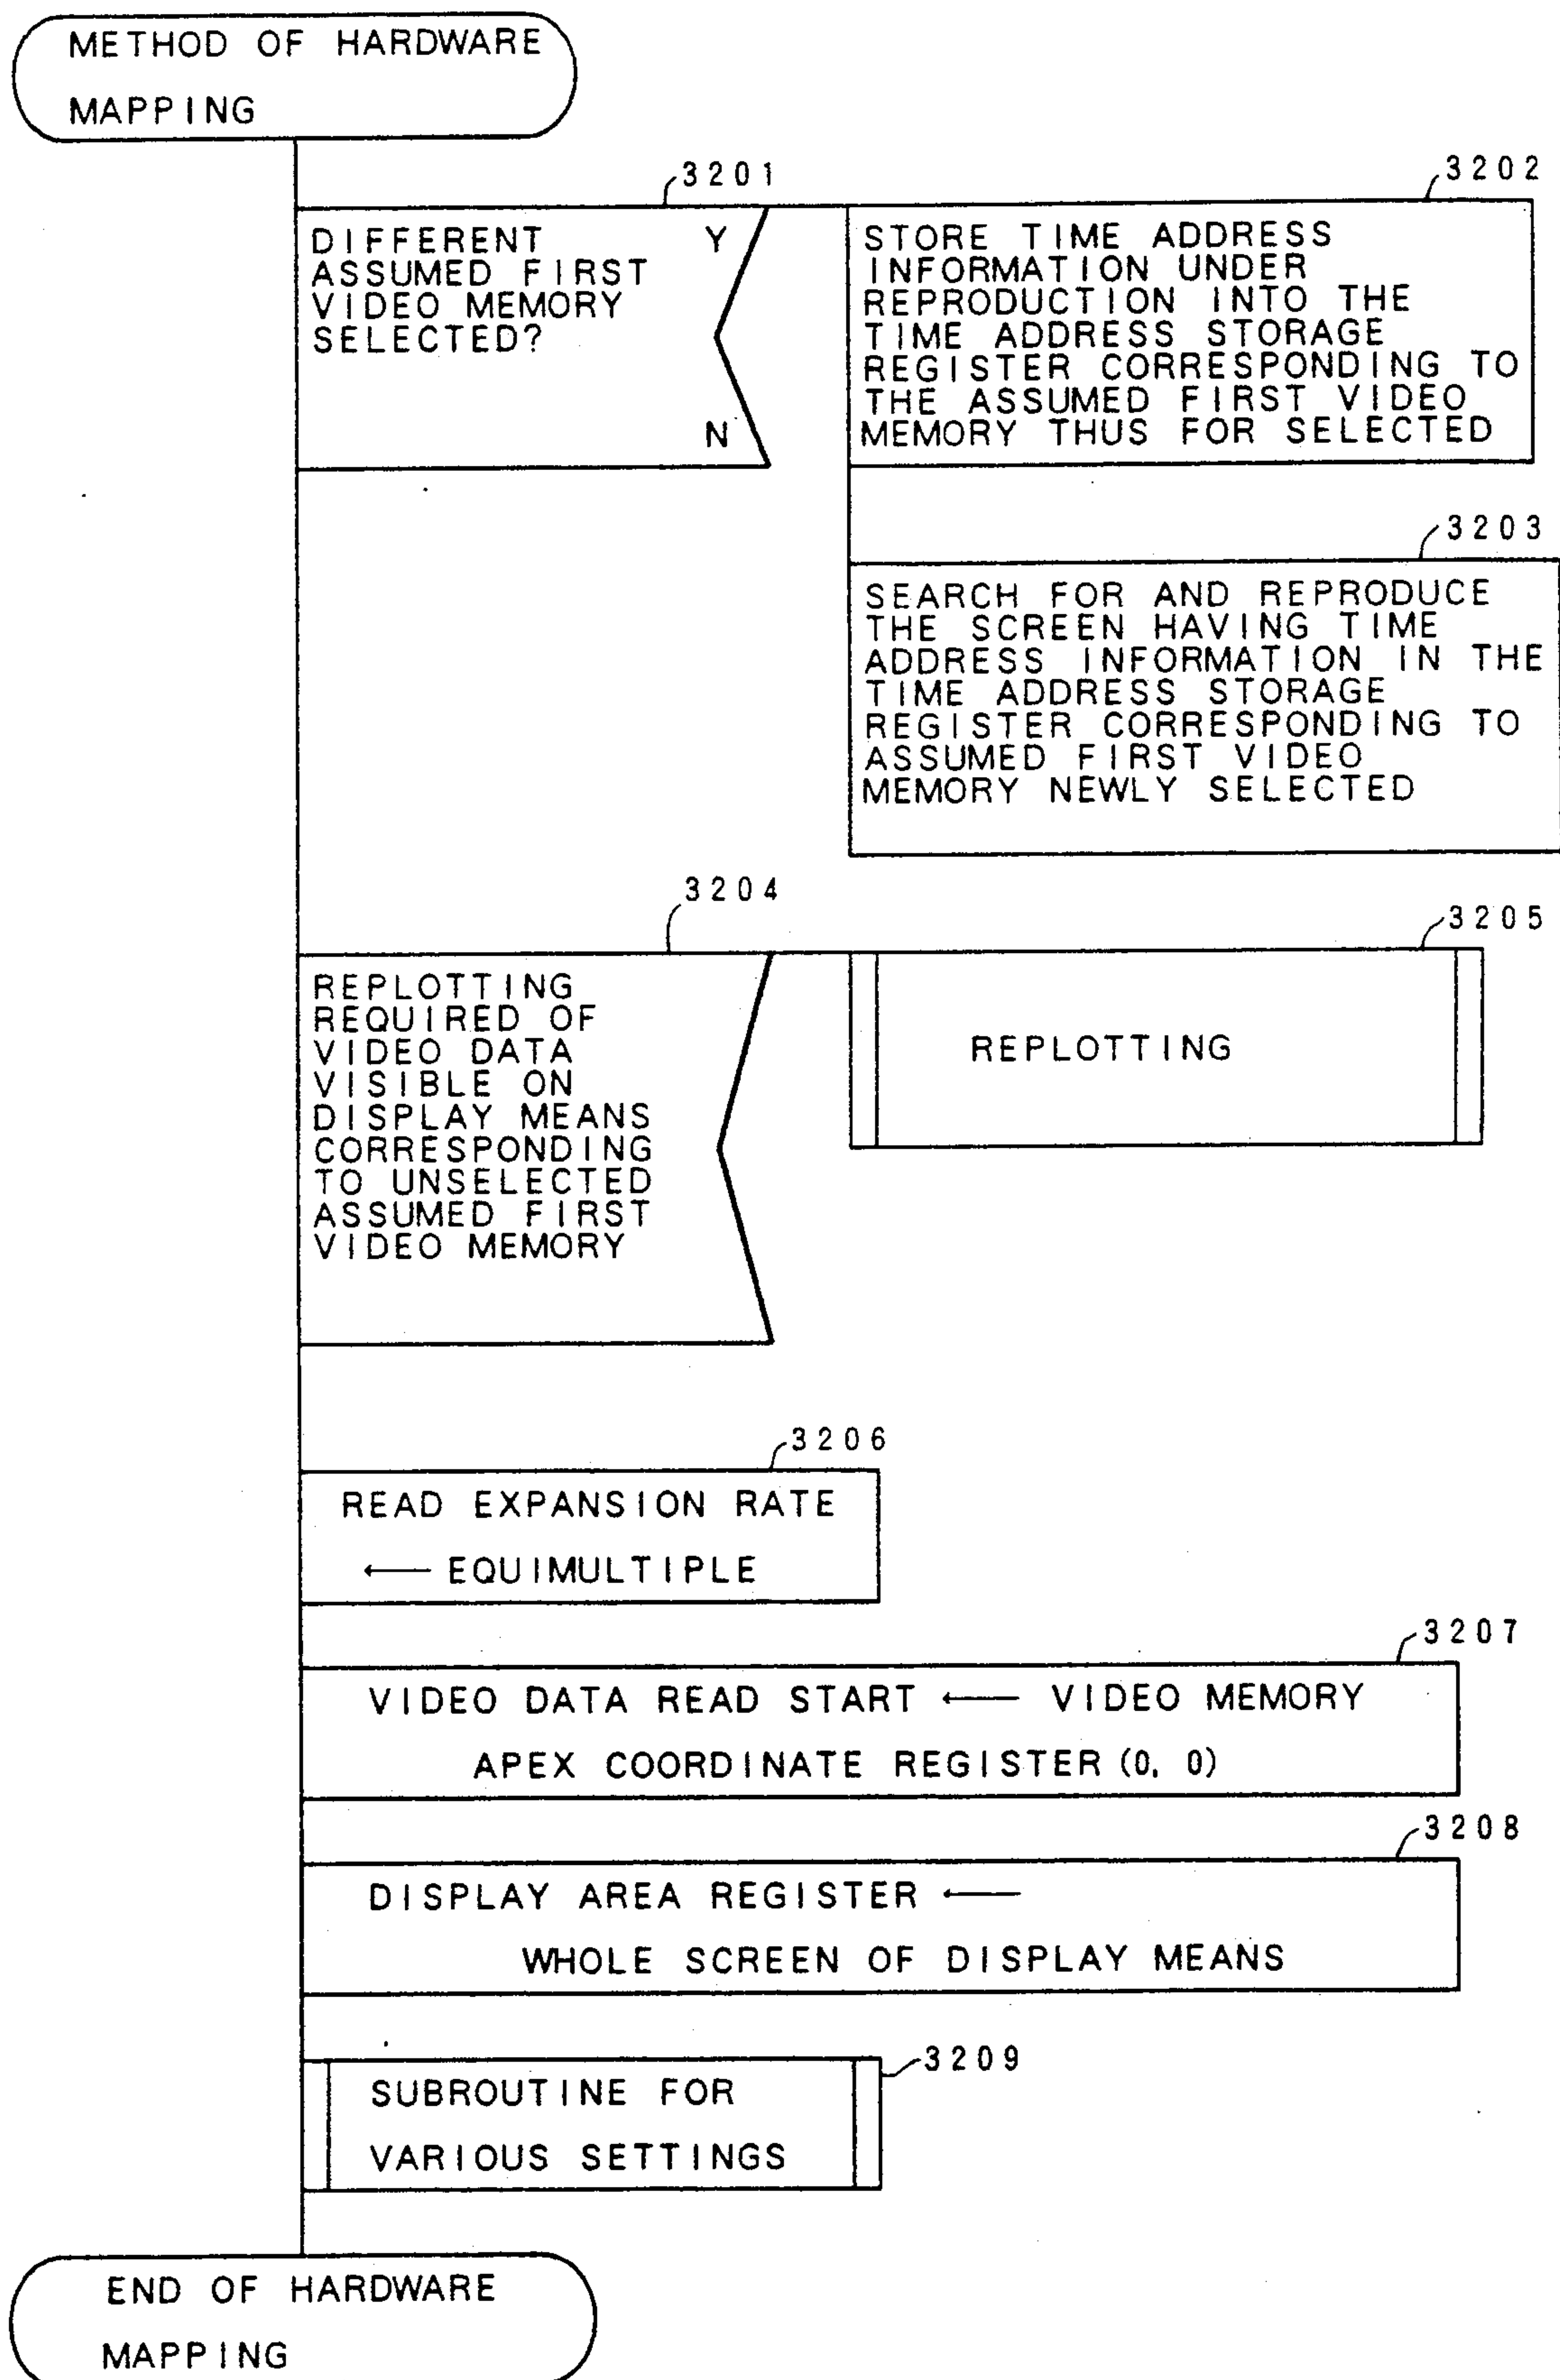 METHOD OF HARDWARE
MAPPING
3201
DIFFERENT Y
ASSUMED FIRST
VIDEO MEMORY
SELECTED?
N
3202
STORE TIME ADDRESS
INFORMATION UNDER
REPRODUCTION INTO THE
TIME ADDRESS STORAGE
REGISTER CORRESPONDING TO
THE ASSUMED FIRST VIDEO
MEMORY THUS FOR SELECTED
3203
SEARCH FOR AND REPRODUCE
THE SCREEN HAVING TIME
ADDRESS INFORMATION IN THE
TIME ADDRESS STORAGE
REGISTER CORRESPONDING TO
ASSUMED FIRST VIDEO
MEMORY NEWLY SELECTED
3204
REPLOTTING
REQUIRED OF
VIDEO DATA
VISIBLE ON
DISPLAY MEANS
CORRESPONDING
TO UNSELECTED
ASSUMED FIRST
VIDEO MEMORY
3205
REPLOTTING
3206
READ EXPANSION RATE
← EQUIMULTIPLE
3207
VIDEO DATA READ START ← VIDEO MEMORY
APEX COORDINATE REGISTER (0, 0)
3208
DISPLAY AREA REGISTER ←
WHOLE SCREEN OF DISPLAY MEANS
3209
SUBROUTINE FOR
VARIOUS SETTINGS
END OF HARDWARE
MAPPING